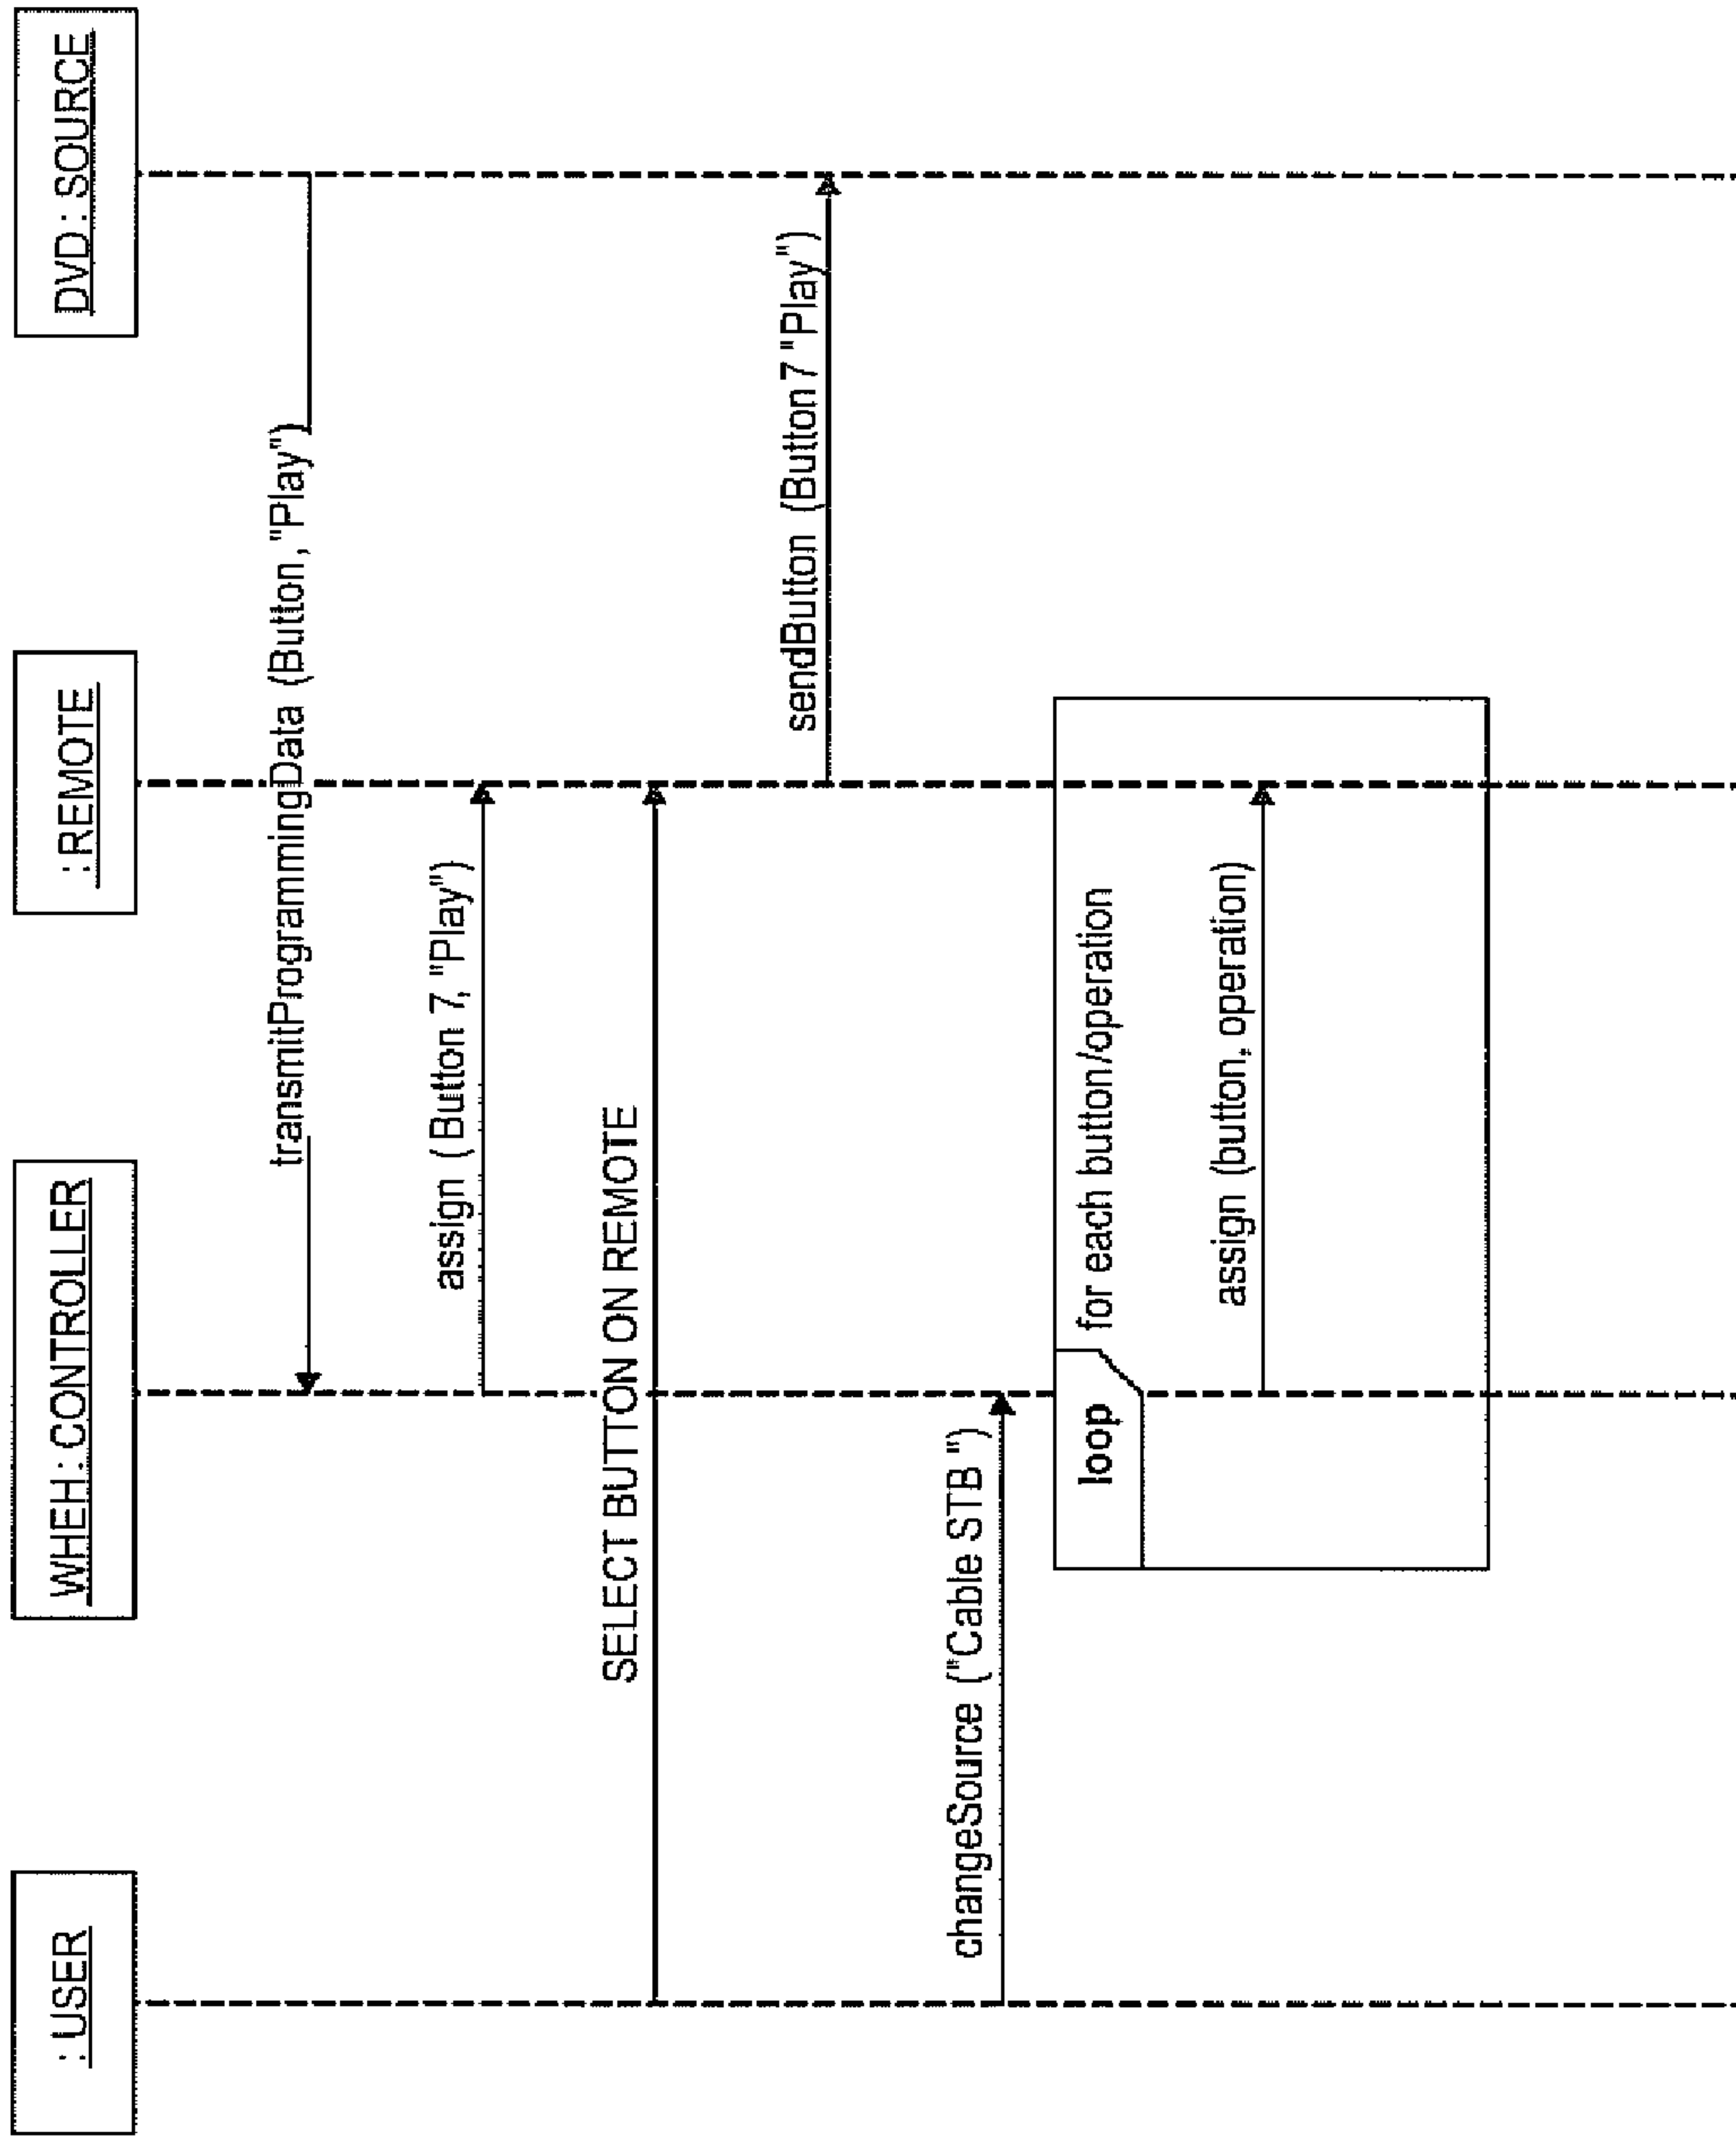 : USER
WHEH : CONTROLLER
: REMOTE
DVD : SOURCE
transmitProgrammingData (Button, "Play")
assign ( Button 7, "Play")
SELECT BUTTON ON REMOTE
sendButton (Button 7 "Play")
changeSource ("Cable STB ")
loop
for each button/operation
assign (button, operation)